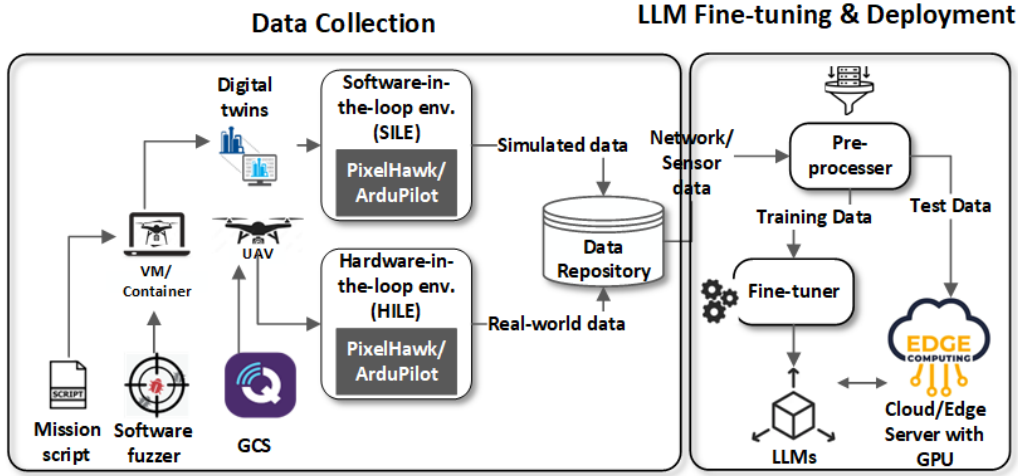 Data Collection
LLM Fine-tuning & Deployment
Digital
twins
Software-in-
the-loop env.
(SILE)
PixelHawk/
ArduPilot
Simulated data
Network/
Sensor
data
Pre-
processer
Training Data
Test Data
VM/
Container
UAV
Hardware-in-
the-loop env.
(HILE)
PixelHawk/
ArduPilot
Real-world data
Data
Repository
Fine-tuner
EDGE
COMPUTING
SCRIPT
Mission
script
Software
fuzzer
GCS
LLMs
Cloud/Edge
Server with
GPU